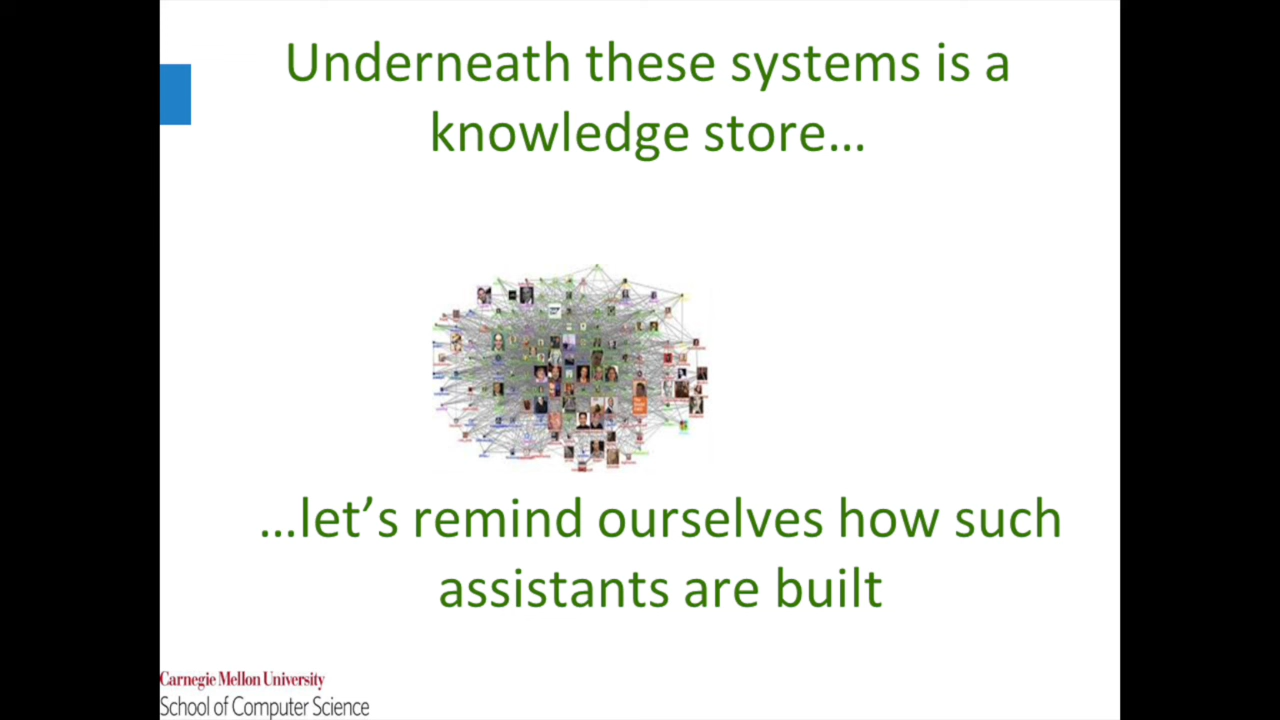 Underneath these systems is a
knowledge store…
…let’s remind ourselves how such
assistants are built
Carnegie Mellon University
School of Computer Science